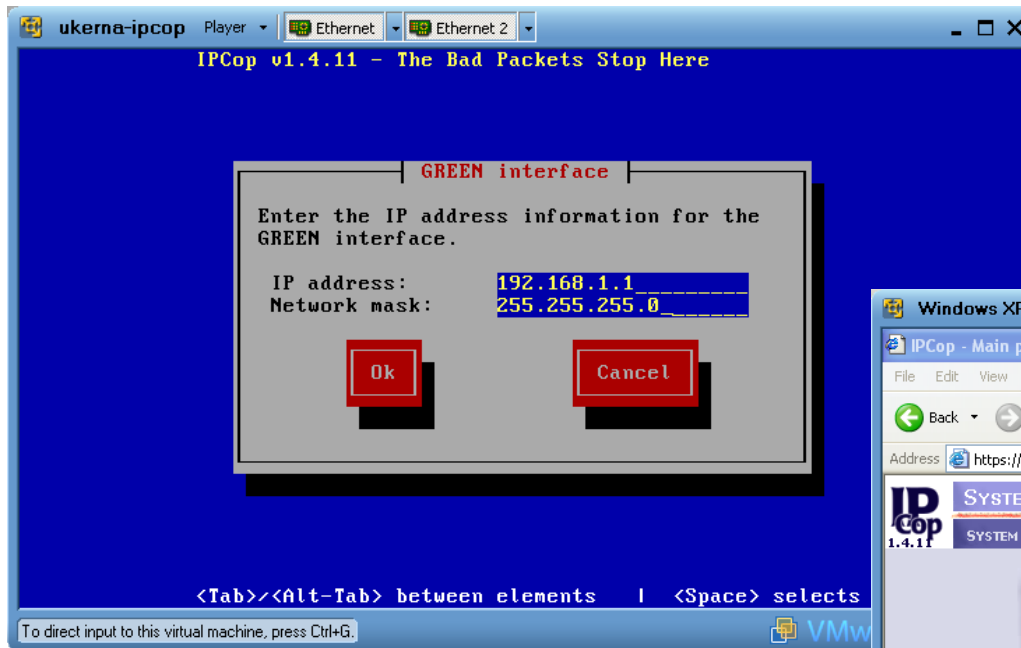 ukerna-ipcop Player Ethernet Ethernet 2
IPCop v1.4.11 - The Bad Packets Stop Here
GREEN interface
Enter the IP address information for the
GREEN interface.
IP address: 192.168.1.1_________
Network mask: 255.255.255.0______
Ok Cancel
<Tab>/<Alt-Tab> between elements | <Space> selects
To direct input to this virtual machine, press Ctrl+G.
VMw
Windows XP
IPCop - Main p
File Edit View
Back
Address https://
IP
Cop
1.4.11
SYSTE
SYSTEM